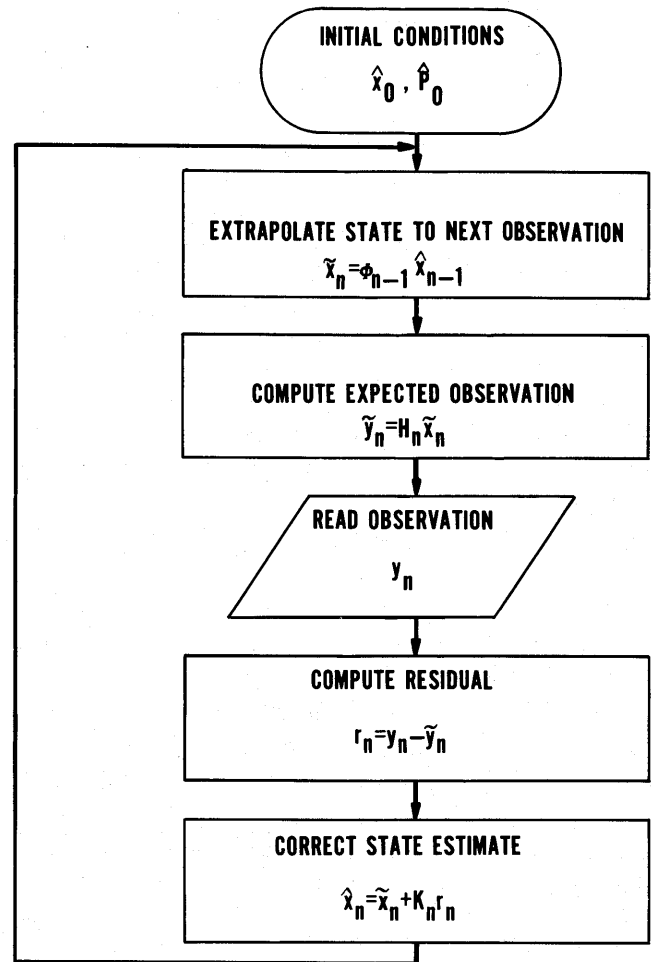 INITIAL CONDITIONS
x̂₀ , P̂₀
EXTRAPOLATE STATE TO NEXT OBSERVATION
x̃ₙ=Φₙ₋₁ x̂ₙ₋₁
COMPUTE EXPECTED OBSERVATION
ỹₙ=Hₙx̃ₙ
READ OBSERVATION
yₙ
COMPUTE RESIDUAL
rₙ=yₙ−ỹₙ
CORRECT STATE ESTIMATE
x̂ₙ=x̃ₙ+Kₙrₙ